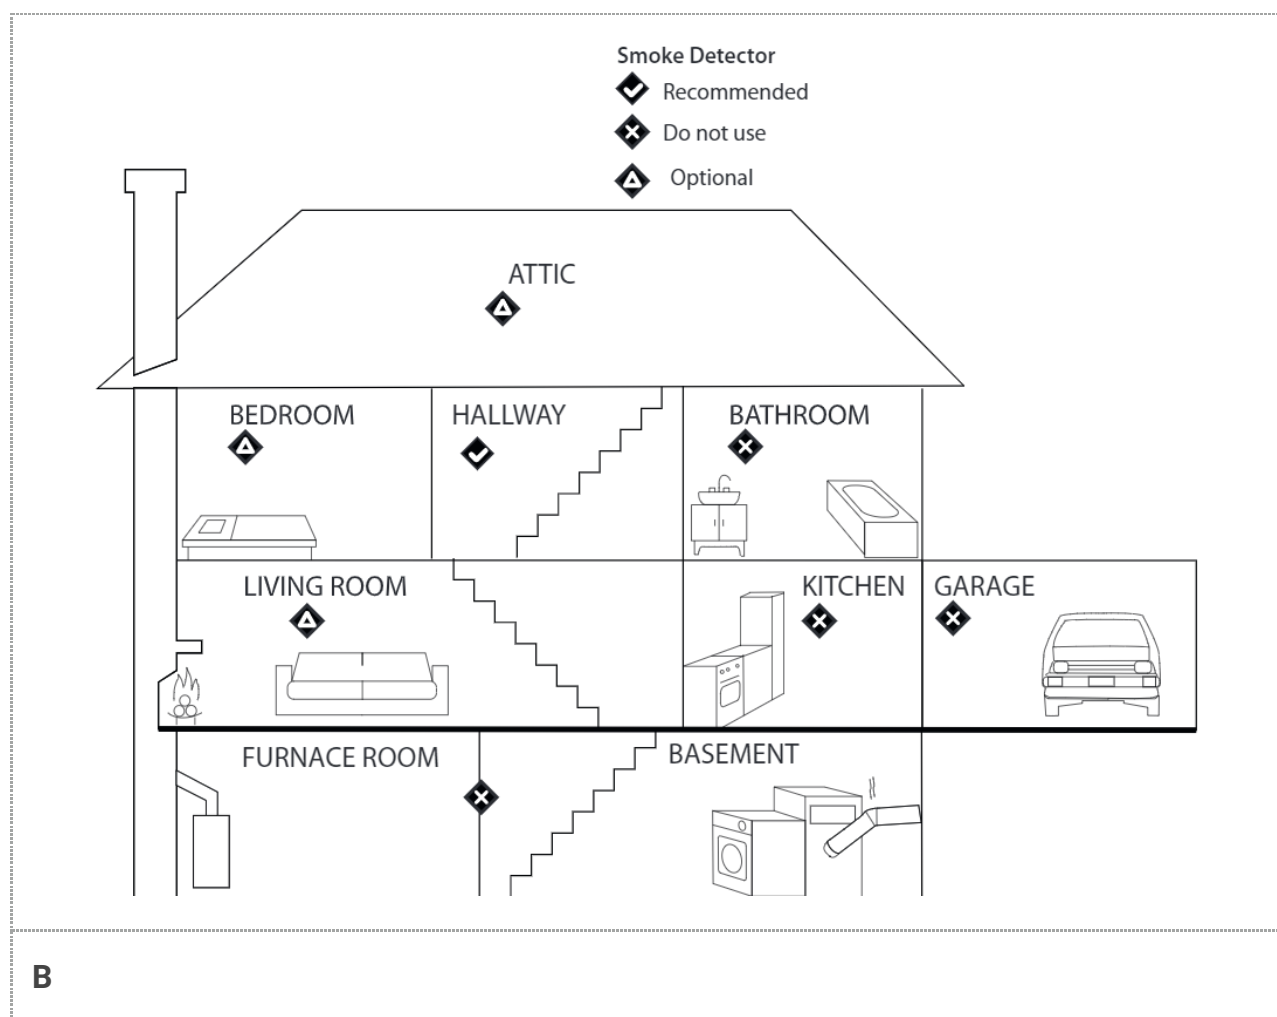 Smoke Detector
Recommended
Do not use
Optional
ATTIC
BEDROOM
HALLWAY
BATHROOM
LIVING ROOM
KITCHEN
GARAGE
FURNACE ROOM
BASEMENT
B